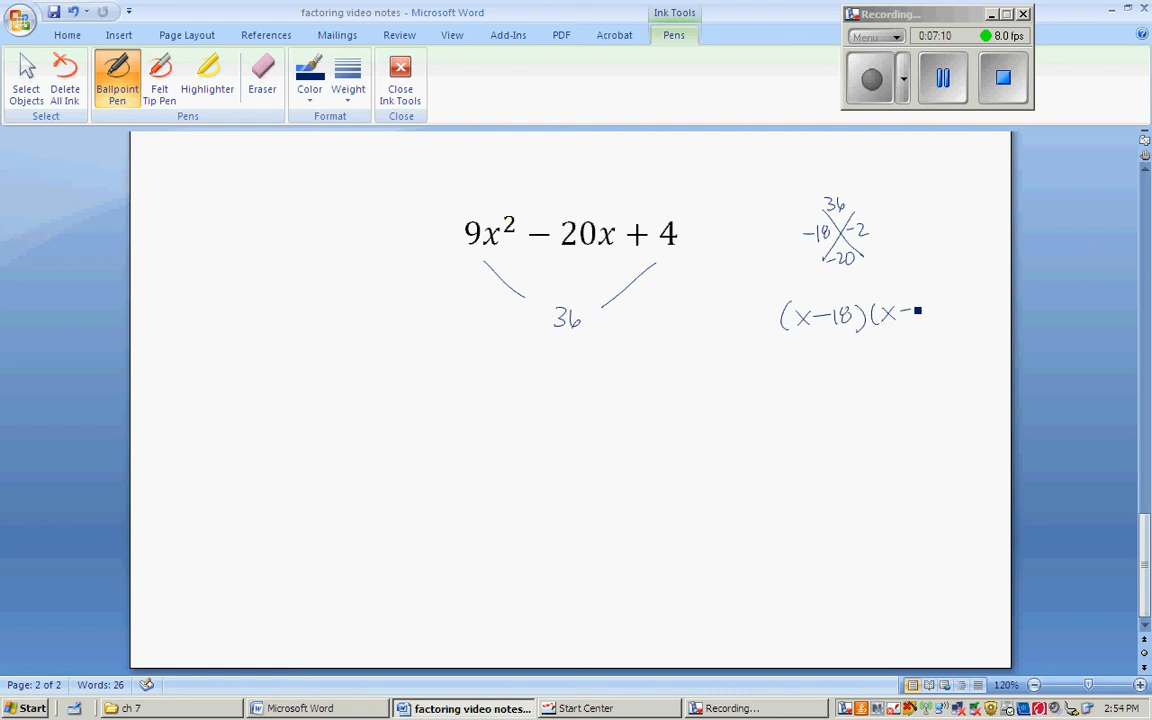 factoring video notes - Microsoft Word
Ink Tools
Home Insert Page Layout References Mailings Review View Add-Ins PDF Acrobat Pens
Recording...
Menu 0:07:10 8.0 fps
Select Objects
Delete All Ink
Ballpoint Pen
Felt Tip Pen
Highlighter
Eraser
Color
Weight
Close Ink Tools
Select Pens Format Close
36
9x² − 20x + 4
−18 −2
−20
36
(x−18)(x−
Page: 2 of 2 Words: 26 120%
Start ch 7 Microsoft Word factoring video notes... Start Center Recording... 2:54 PM